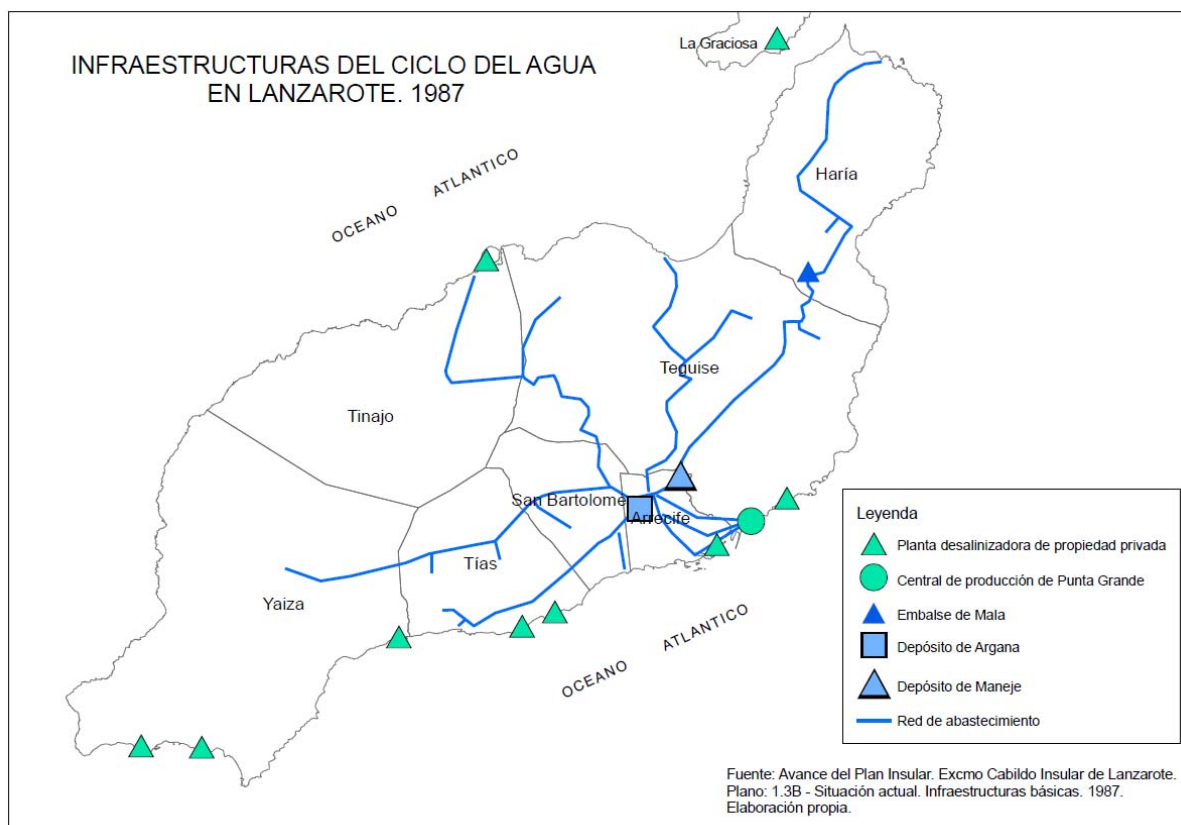 INFRAESTRUCTURAS DEL CICLO DEL AGUA
EN LANZAROTE. 1987
La Graciosa
OCEANO ATLANTICO
Haría
Teguise
Tinajo
San Bartolome
Arrecife
Tías
Yaiza
OCEANO ATLANTICO
Leyenda
Planta desalinizadora de propiedad privada
Central de producción de Punta Grande
Embalse de Mala
Depósito de Argana
Depósito de Maneje
Red de abastecimiento
Fuente: Avance del Plan Insular. Excmo Cabildo Insular de Lanzarote.
Plano: 1.3B - Situación actual. Infraestructuras básicas. 1987.
Elaboración propia.